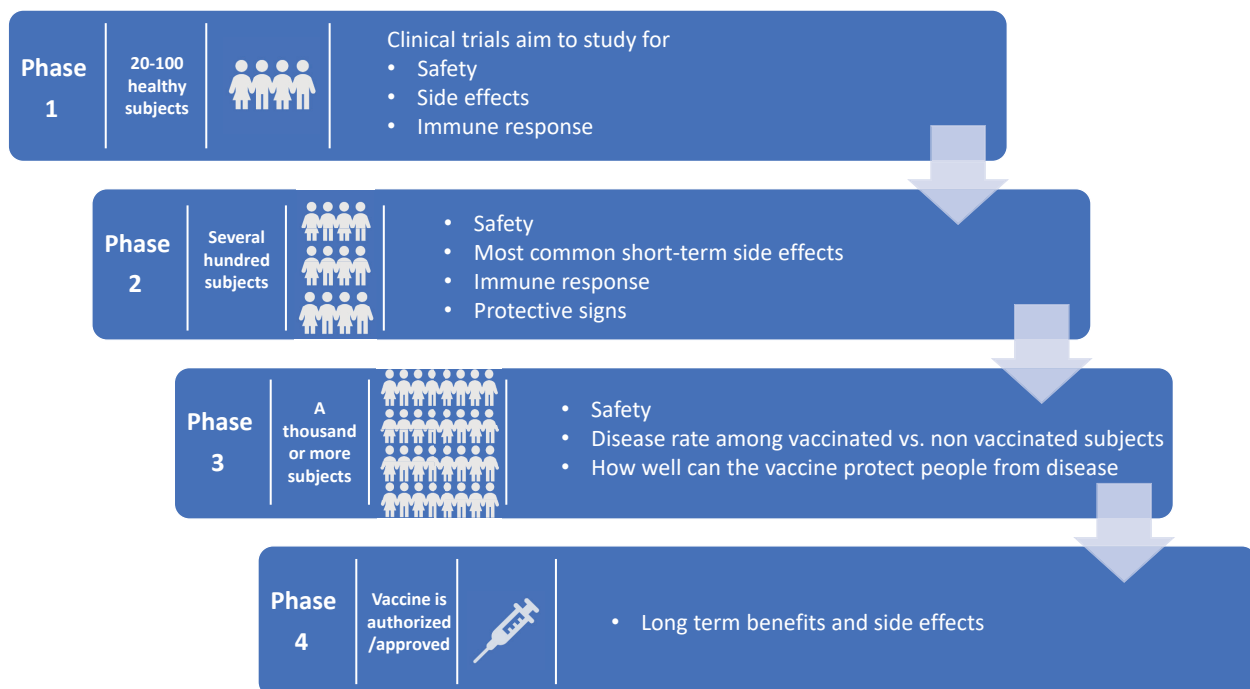 Phase
1
20-100
healthy
subjects
Clinical trials aim to study for
• Safety
• Side effects
• Immune response
Phase
2
Several
hundred
subjects
• Safety
• Most common short-term side effects
• Immune response
• Protective signs
Phase
3
A
thousand
or more
subjects
• Safety
• Disease rate among vaccinated vs. non vaccinated subjects
• How well can the vaccine protect people from disease
Phase
4
Vaccine is
authorized
/approved
• Long term benefits and side effects